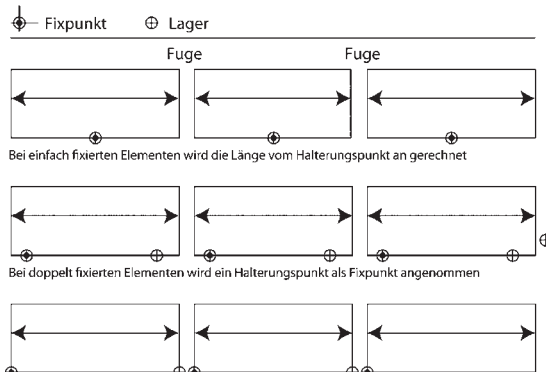 Fixpunkt Lager
Fuge Fuge
Bei einfach fixierten Elementen wird die Länge vom Halterungspunkt an gerechnet
Bei doppelt fixierten Elementen wird ein Halterungspunkt als Fixpunkt angenommen